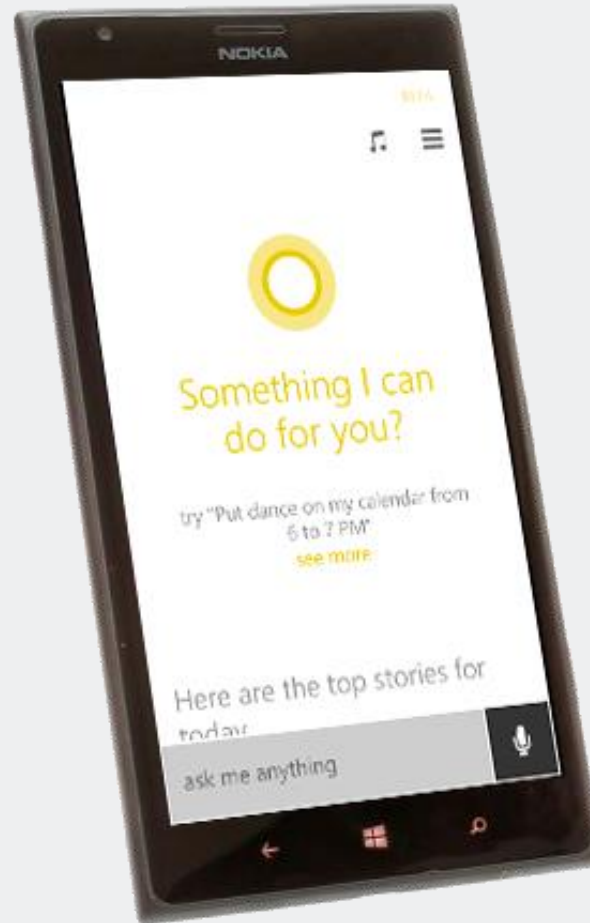 NOKIA
BETA
Something I can
do for you?
try "Put dance on my calendar from
6 to 7 PM"
see more
Here are the top stories for
today
ask me anything